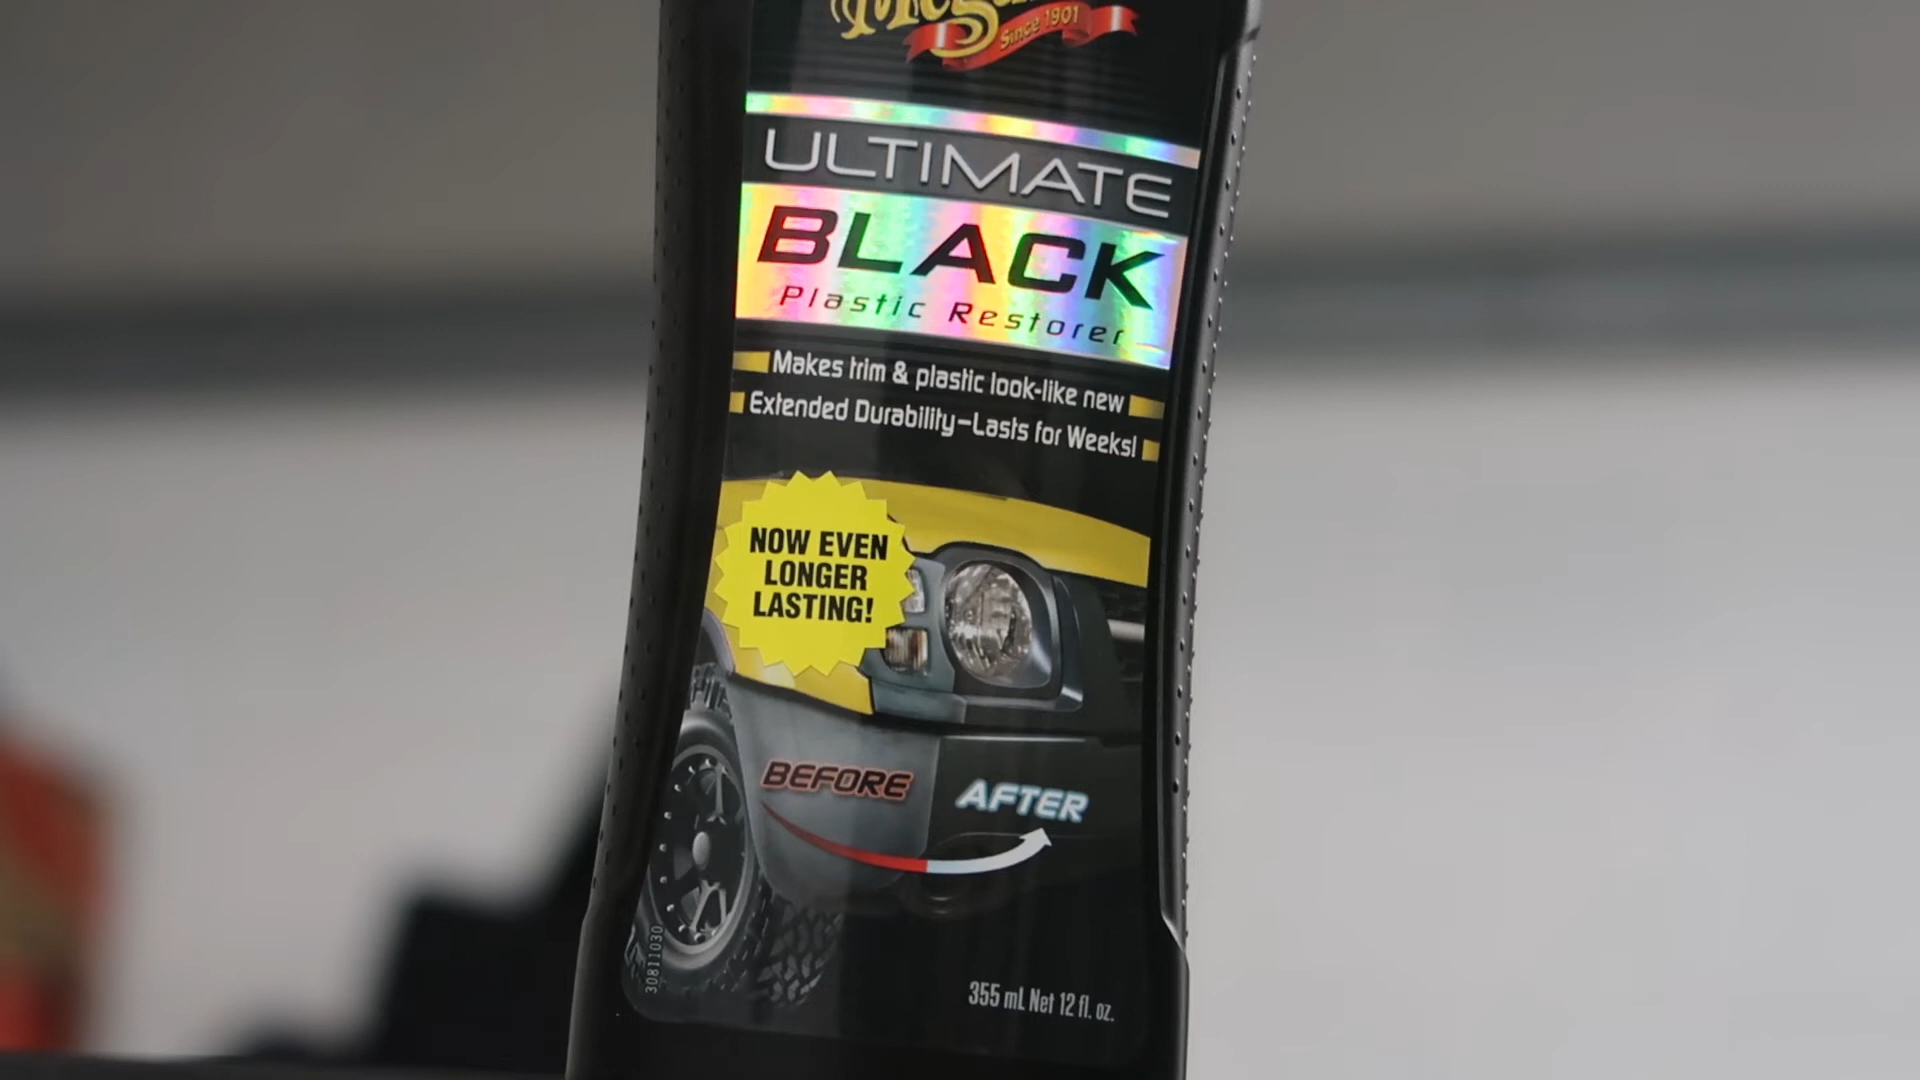 Since 1901
ULTIMATE
BLACK
Plastic Restorer
Makes trim & plastic look-like new
Extended Durability–Lasts for Weeks!
NOW EVEN
LONGER
LASTING!
BEFORE
AFTER
30811030
355 mL Net 12 fl. oz.